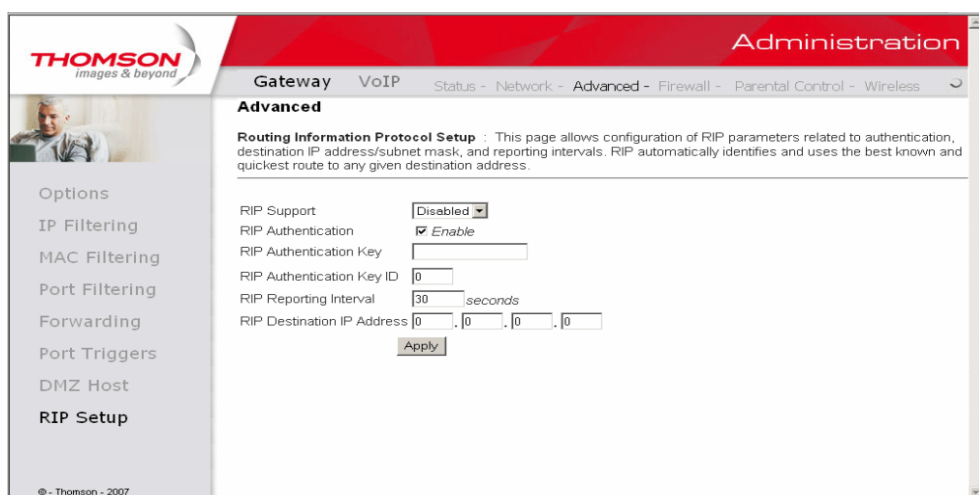 THOMSON
images & beyond
Administration
Gateway VoIP Status - Network - Advanced - Firewall - Parental Control - Wireless
Advanced
Routing Information Protocol Setup : This page allows configuration of RIP parameters related to authentication,
destination IP address/subnet mask, and reporting intervals. RIP automatically identifies and uses the best known and
quickest route to any given destination address.
Options
IP Filtering
MAC Filtering
Port Filtering
Forwarding
Port Triggers
DMZ Host
RIP Setup
RIP Support Disabled
RIP Authentication Enable
RIP Authentication Key
RIP Authentication Key ID 0
RIP Reporting Interval 30 seconds
RIP Destination IP Address 0 . 0 . 0 . 0
Apply
© - Thomson - 2007